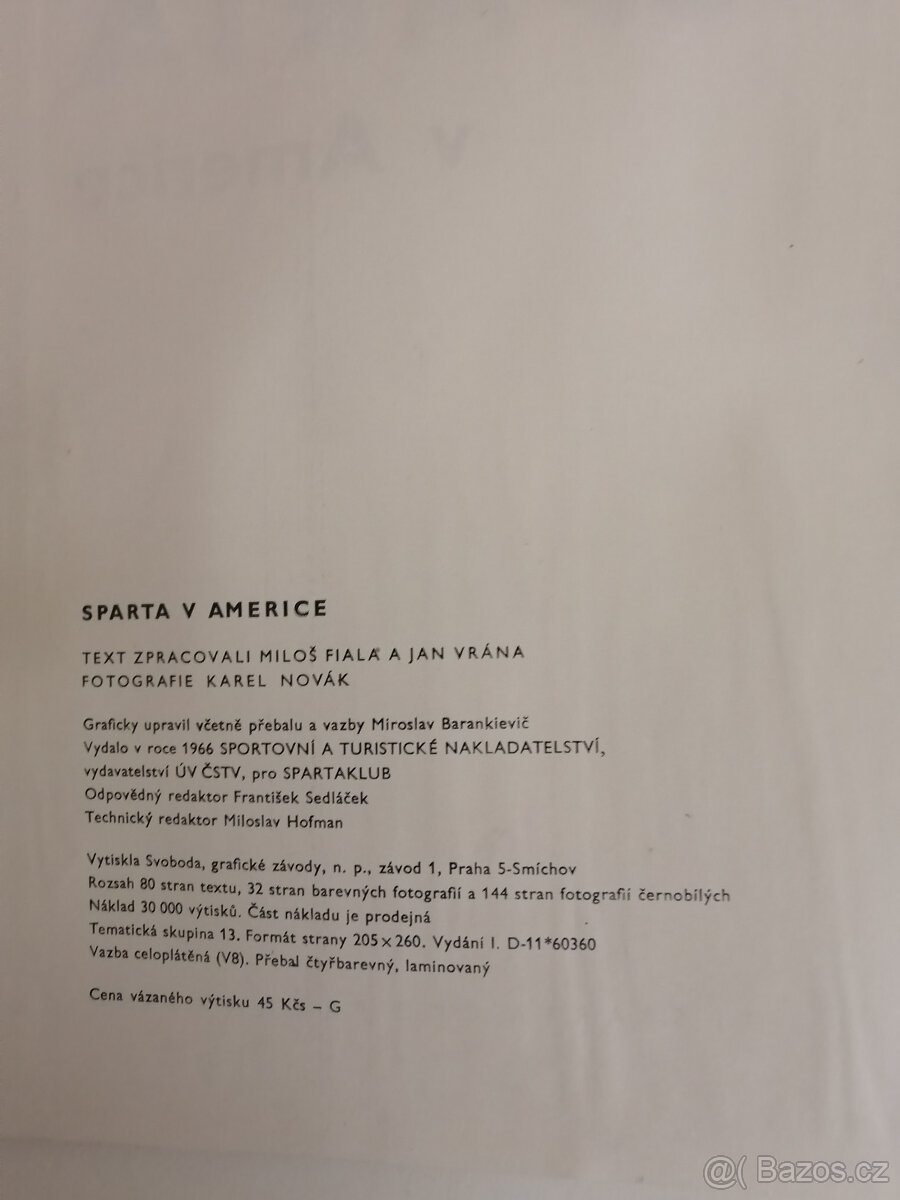 SPARTA V AMERICE
TEXT ZPRACOVALI MILOŠ FIALA A JAN VRÁNA
FOTOGRAFIE KAREL NOVÁK
Graficky upravil včetně přebalu a vazby Miroslav Barankievič
Vydalo v roce 1966 SPORTOVNÍ A TURISTICKÉ NAKLADATELSTVÍ,
vydavatelství ÚV ČSTV, pro SPARTAKLUB
Odpovědný redaktor František Sedláček
Technický redaktor Miloslav Hofman
Vytiskla Svoboda, grafické závody, n. p., závod 1, Praha 5-Smíchov
Rozsah 80 stran textu, 32 stran barevných fotografií a 144 stran fotografií černobílých
Náklad 30 000 výtisků. Část nákladu je prodejná
Tematická skupina 13. Formát strany 205 × 260. Vydání I. D-11*60360
Vazba celoplátěná (V8). Přebal čtyřbarevný, laminovaný
Cena vázaného výtisku 45 Kčs – G
@( Bazos.cz